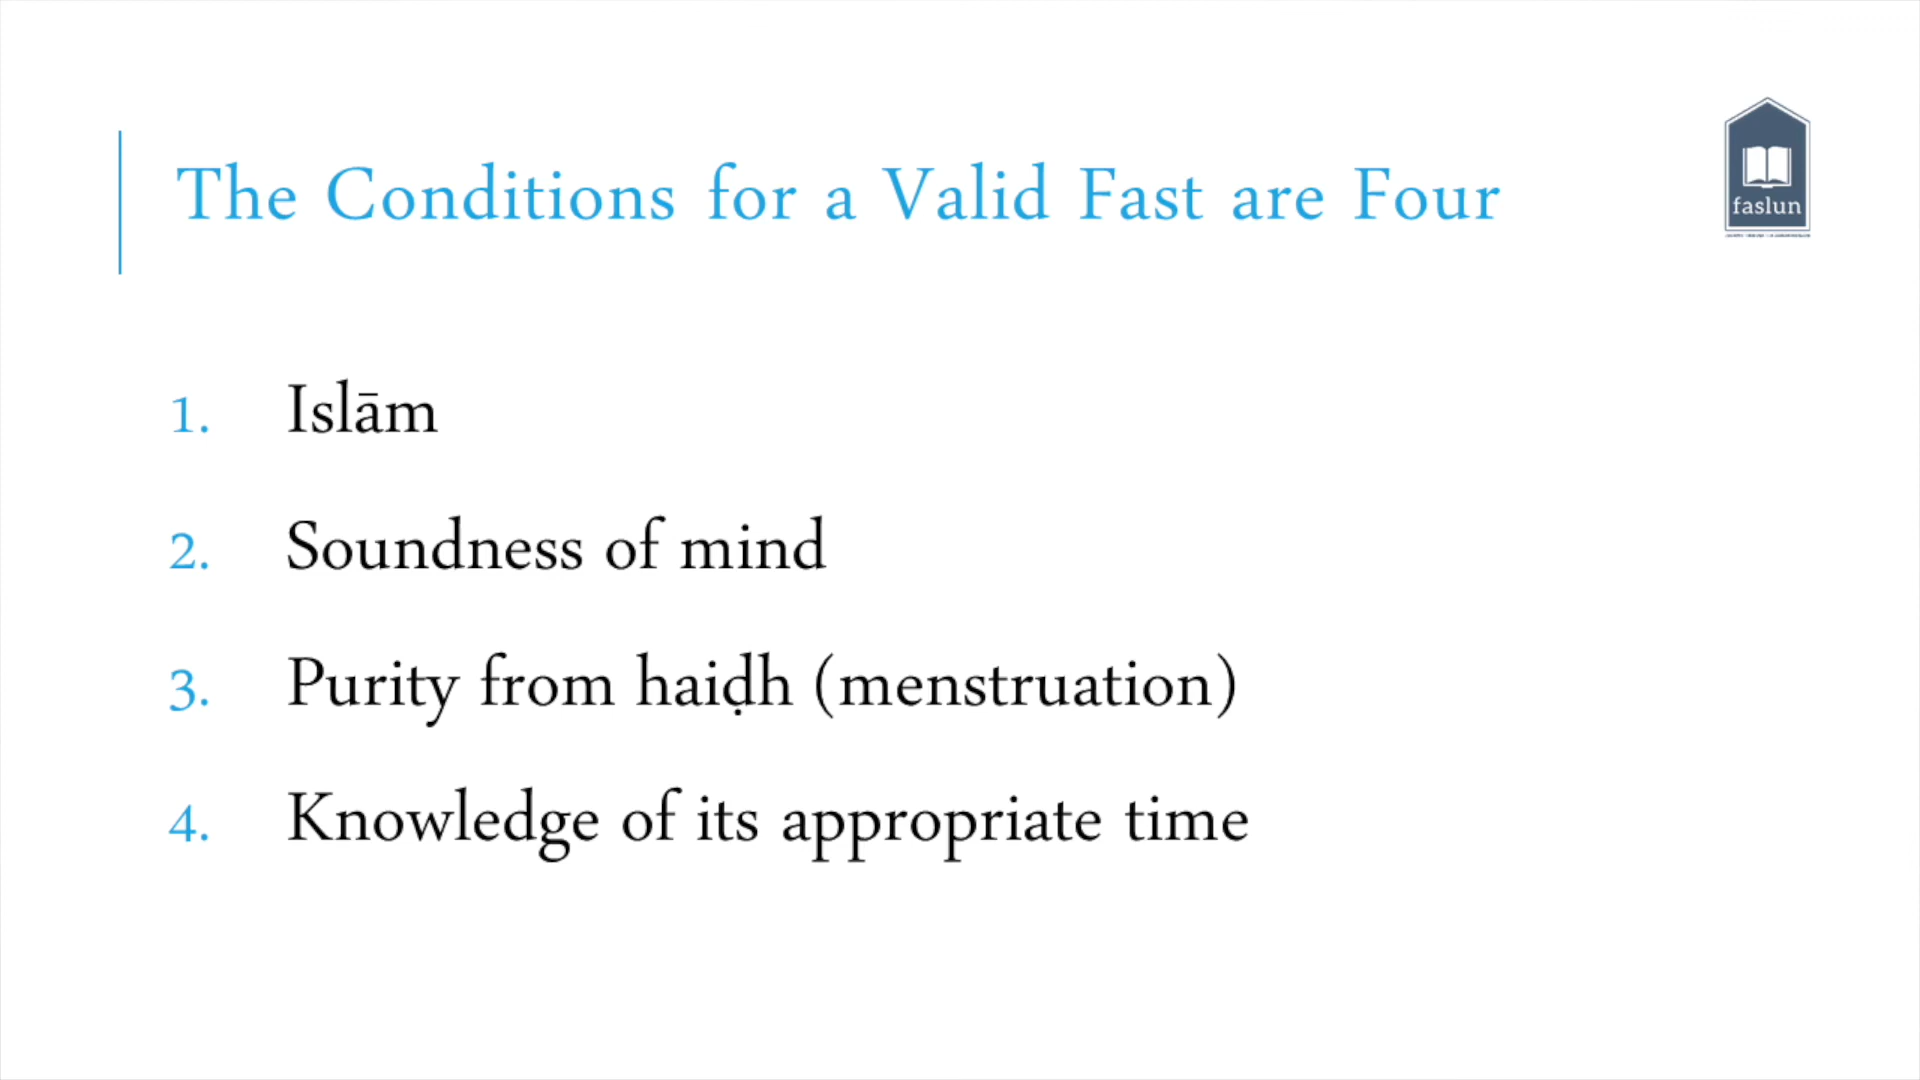 The Conditions for a Valid Fast are Four
faslun
1. Islām
2. Soundness of mind
3. Purity from haiḍh (menstruation)
4. Knowledge of its appropriate time